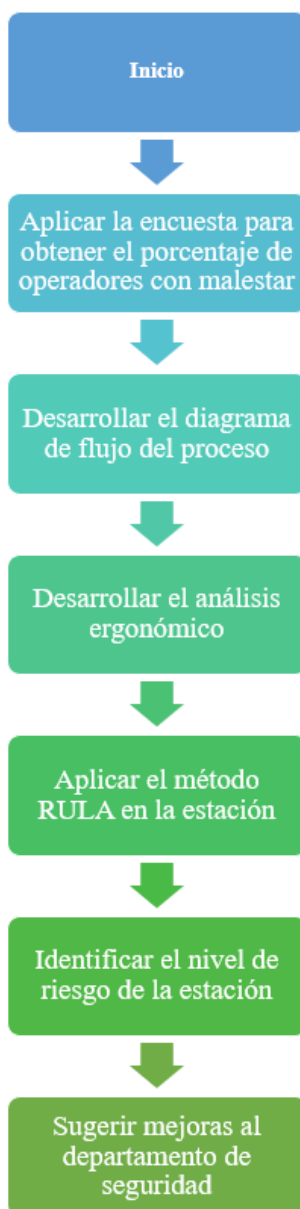 Inicio
Aplicar la encuesta para
obtener el porcentaje de
operadores con malestar
Desarrollar el diagrama
de flujo del proceso
Desarrollar el análisis
ergonómico
Aplicar el método
RULA en la estación
Identificar el nivel de
riesgo de la estación
Sugerir mejoras al
departamento de
seguridad